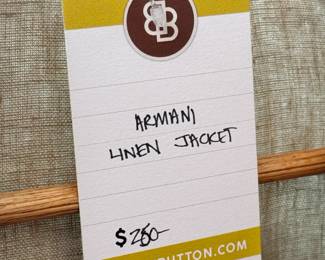 ARMANI
LINEN JACKET
$250-
BUTTON.COM